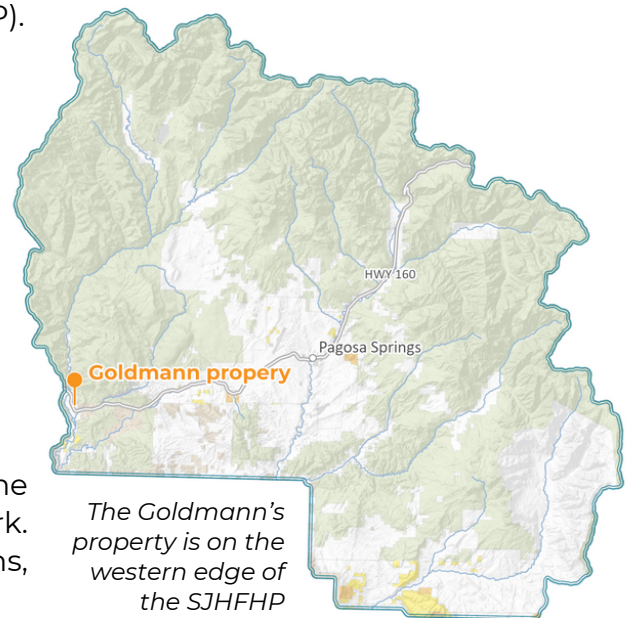 P).
HWY 160
Pagosa Springs
Goldmann propery
ne
rk.
ns,
The Goldmann's
property is on the
western edge of
the SJHFHP